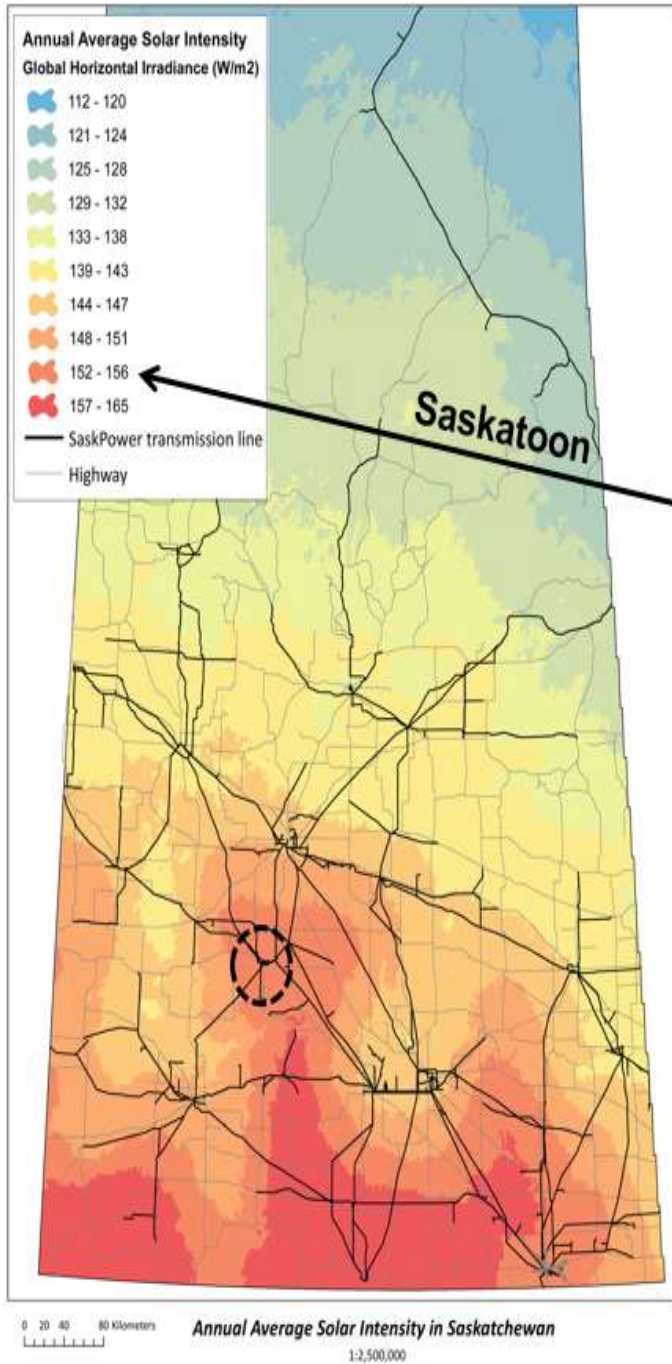 Annual Average Solar Intensity
Global Horizontal Irradiance (W/m2)
112 - 120
121 - 124
125 - 128
129 - 132
133 - 138
139 - 143
144 - 147
148 - 151
152 - 156
157 - 165
SaskPower transmission line
Highway
Saskatoon
0 20 40 80 Kilometers
Annual Average Solar Intensity in Saskatchewan
1:2,500,000